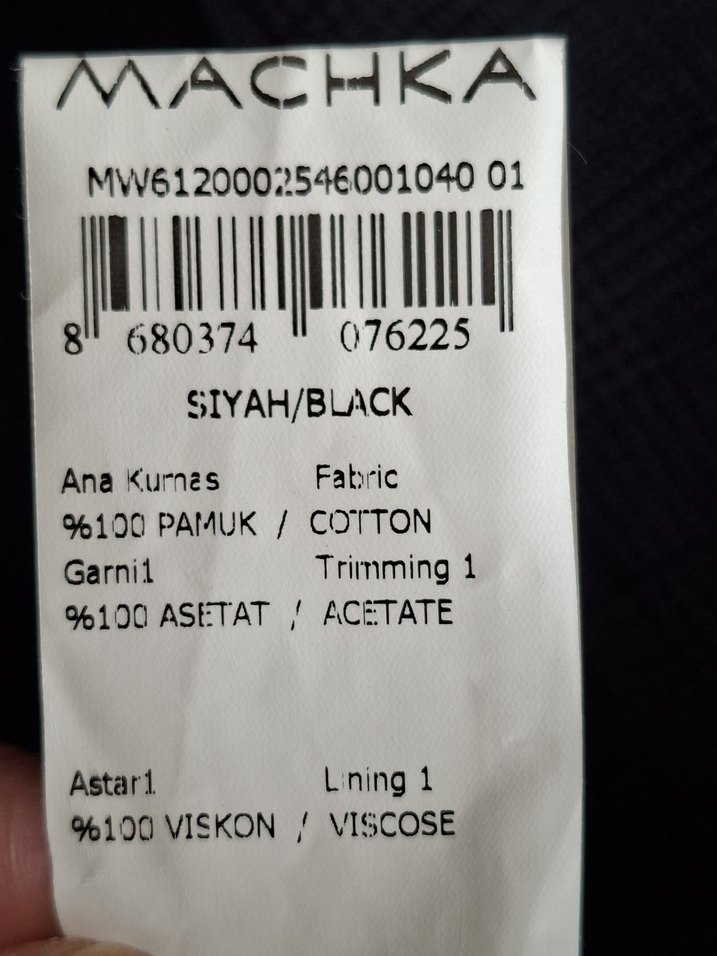 MACHKA
MW6120002546001040 01
8 680374 076225
SIYAH/BLACK
Ana Kumas Fabric
%100 PAMUK / COTTON
Garni1 Trimming 1
%100 ASETAT / ACETATE
Astar1 Lining 1
%100 VISKON / VISCOSE